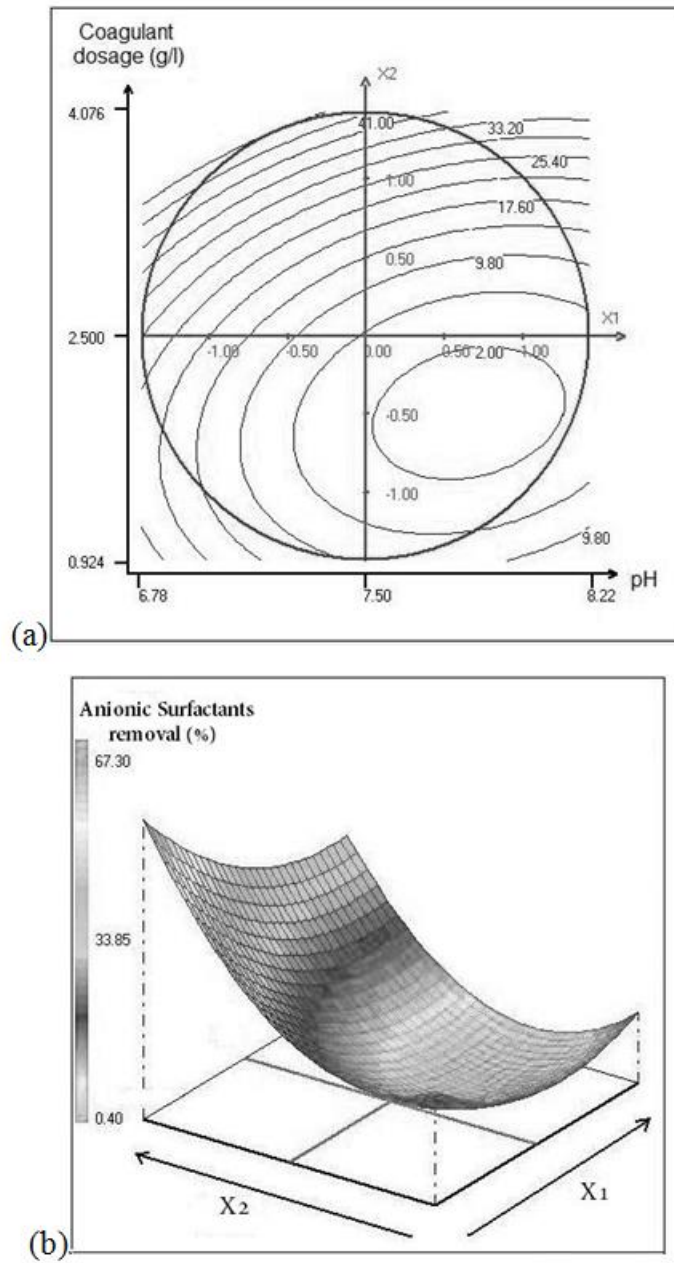 Coagulant
dosage (g/l)
X2
4.076
41.00
33.20
25.40
1.00
17.60
0.50
9.80
X1
2.500
-1.00
-0.50
0.00
0.50
2.00
1.00
-0.50
-1.00
9.80
0.924
pH
6.78
7.50
8.22
(a)
Anionic Surfactants
removal (%)
67.30
33.85
0.40
X2
X1
(b)